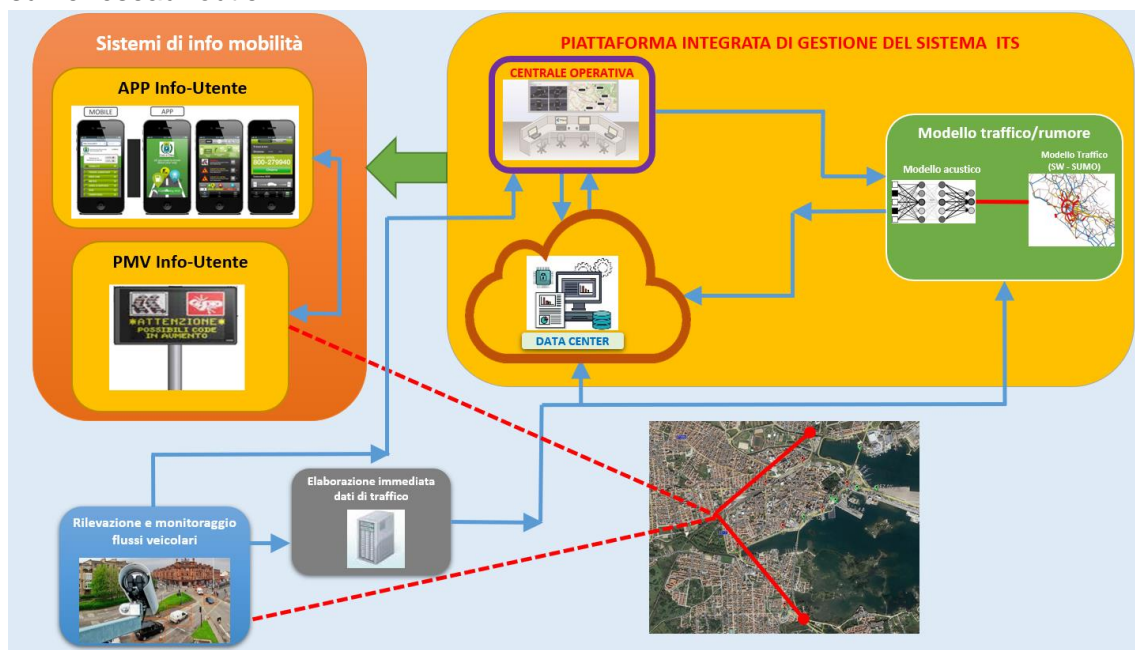 Sistemi di info mobilità
APP Info-Utente
MOBILE
APP
800-279940
PMV Info-Utente
*ATTENZIONE*
POSSIBILI CODE
IN AUMENTO
PIATTAFORMA INTEGRATA DI GESTIONE DEL SISTEMA ITS
CENTRALE OPERATIVA
DATA CENTER
Modello traffico/rumore
Modello acustico
Modello Traffico
(SW - SUMO)
Elaborazione immediata
dati di traffico
Rilevazione e monitoraggio
flussi veicolari